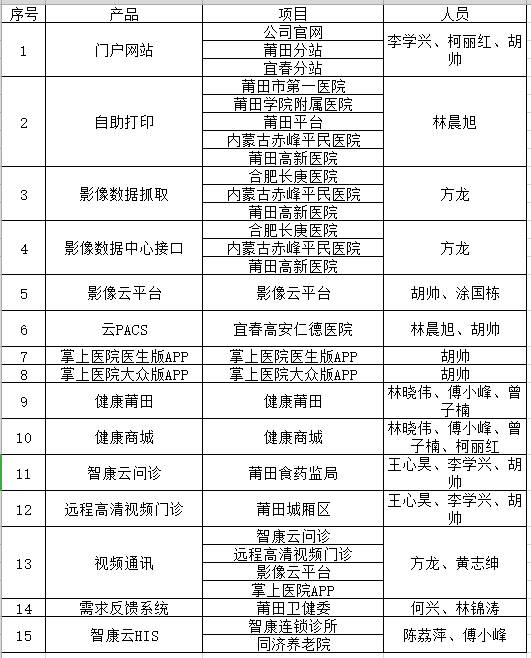 序号 产品 项目 人员
1 门户网站 公司官网 李学兴、柯丽红、胡
莆田分站 帅
宜春分站
2 自助打印 莆田市第一医院 林晨旭
莆田学院附属医院
莆田平台
内蒙古赤峰平民医院
莆田高新医院
3 影像数据抓取 合肥长庚医院 方龙
内蒙古赤峰平民医院
莆田高新医院
4 影像数据中心接口 合肥长庚医院 方龙
内蒙古赤峰平民医院
莆田高新医院
5 影像云平台 影像云平台 胡帅、涂国栋
6 云PACS 宜春高安仁德医院 林晨旭、胡帅
7 掌上医院医生版APP 掌上医院医生版APP 胡帅
8 掌上医院大众版APP 掌上医院大众版APP 胡帅
9 健康莆田 健康莆田 林晓伟、傅小峰、曾
子楠
10 健康商城 健康商城 林晓伟、傅小峰、曾
子楠、柯丽红
11 智康云问诊 莆田食药监局 王心昊、李学兴、胡
帅
12 远程高清视频门诊 莆田城厢区 王心昊、李学兴、胡
帅
13 视频通讯 智康云问诊 方龙、黄志绅
远程高清视频门诊
影像云平台
掌上医院APP
14 需求反馈系统 莆田卫健委 何兴、林锦涛
15 智康云HIS 智康连锁诊所 陈荔萍、傅小峰
同济养老院